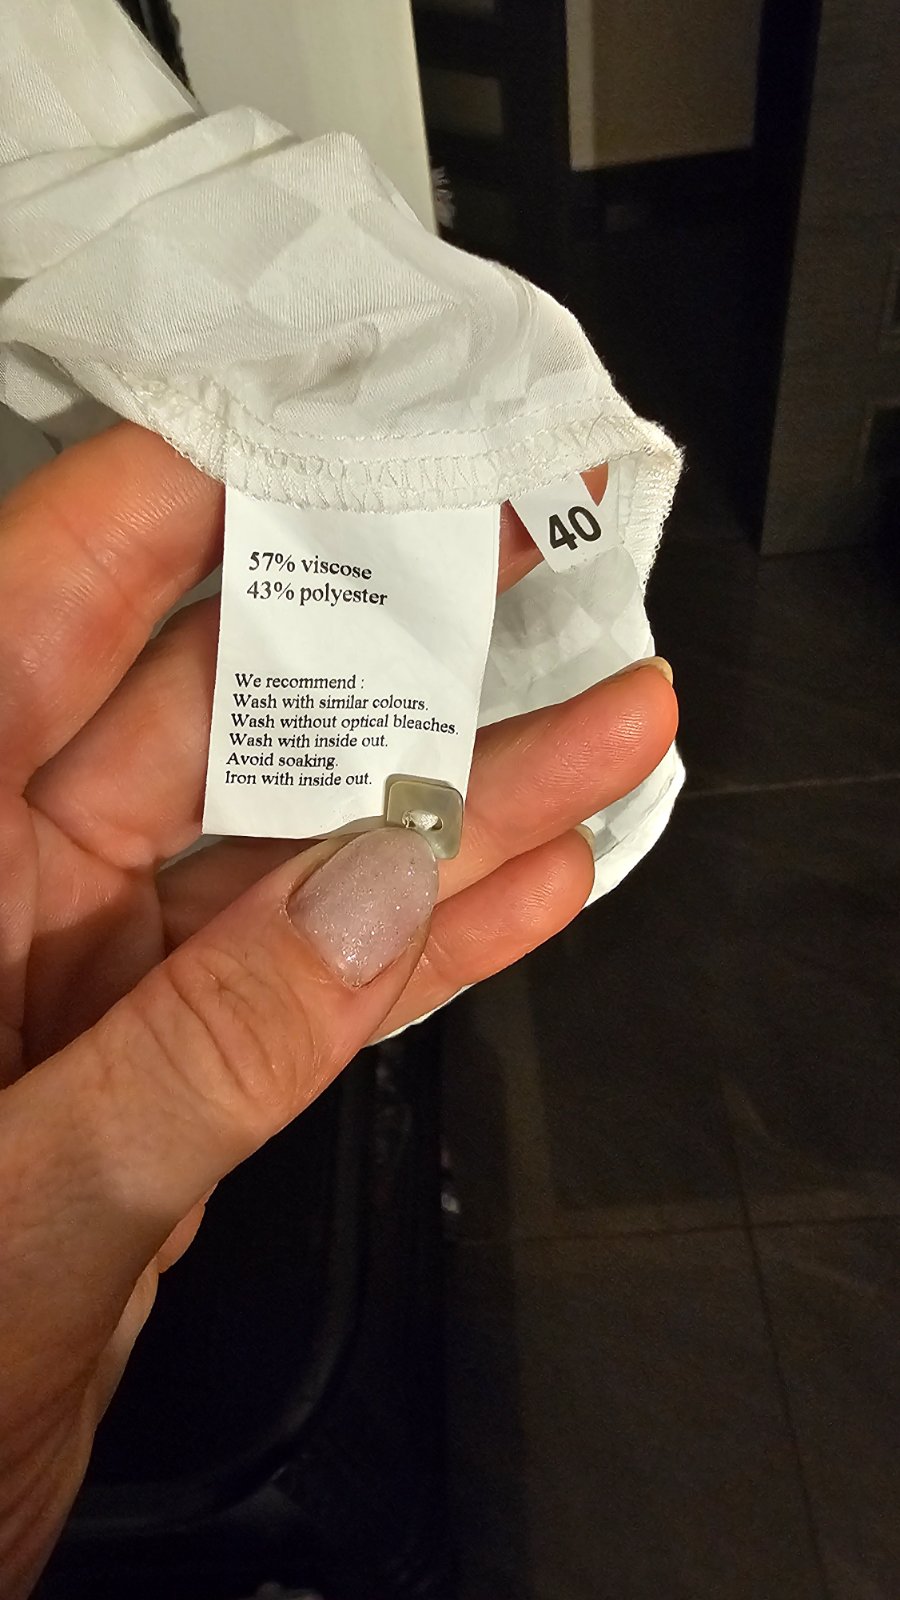 57% viscose
43% polyester
40
We recommend :
Wash with similar colours.
Wash without optical bleaches.
Wash with inside out.
Avoid soaking.
Iron with inside out.